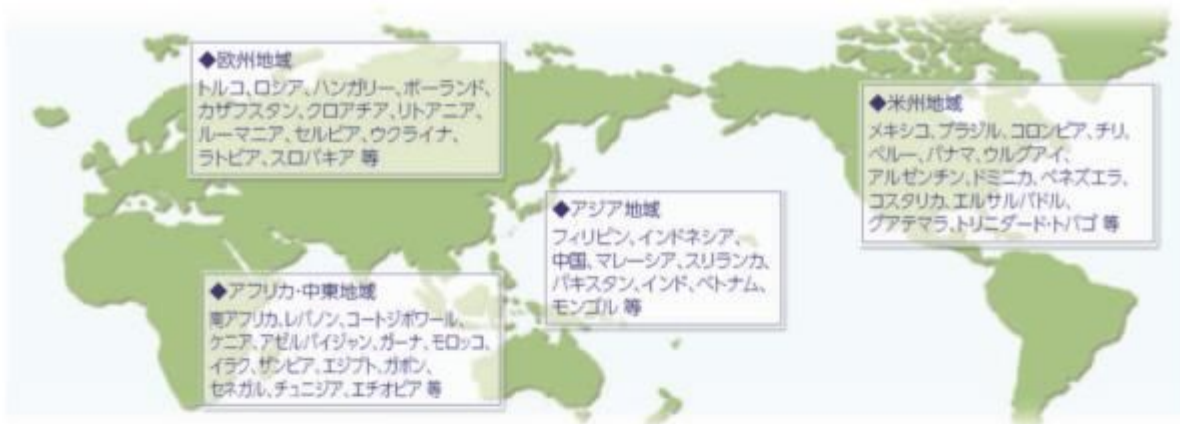 ◆欧州地域
トルコ、ロシア、ハンガリー、ポーランド、
カザフスタン、クロアチア、リトアニア、
ルーマニア、セルビア、ウクライナ、
ラトビア、スロバキア 等
◆米州地域
メキシコ、ブラジル、コロンビア、チリ、
ペルー、パナマ、ウルグアイ、
アルゼンチン、ドミニカ、ベネズエラ、
コスタリカ、エルサルバドル、
グアテマラ、トリニダード・トバゴ 等
◆アジア地域
フィリピン、インドネシア、
中国、マレーシア、スリランカ、
パキスタン、インド、ベトナム、
モンゴル 等
◆アフリカ・中東地域
南アフリカ、レバノン、コートジボワール、
ケニア、アゼルバイジャン、ガーナ、モロッコ、
イラク、ザンビア、エジプト、ガボン、
セネガル、チュニジア、エチオピア 等